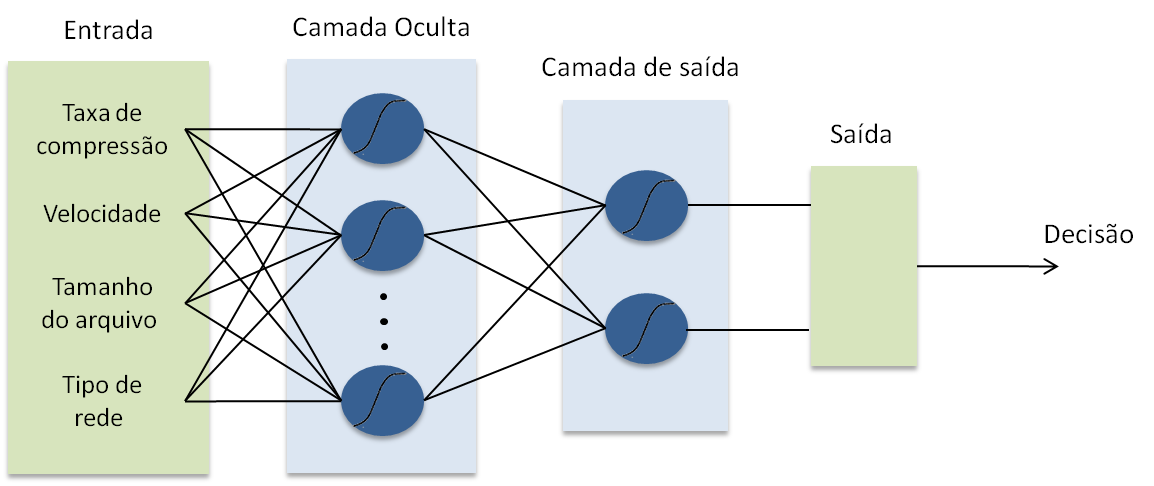 Entrada
Camada Oculta
Camada de saída
Saída
Taxa de
compressão
Velocidade
Tamanho
do arquivo
Tipo de
rede
Decisão